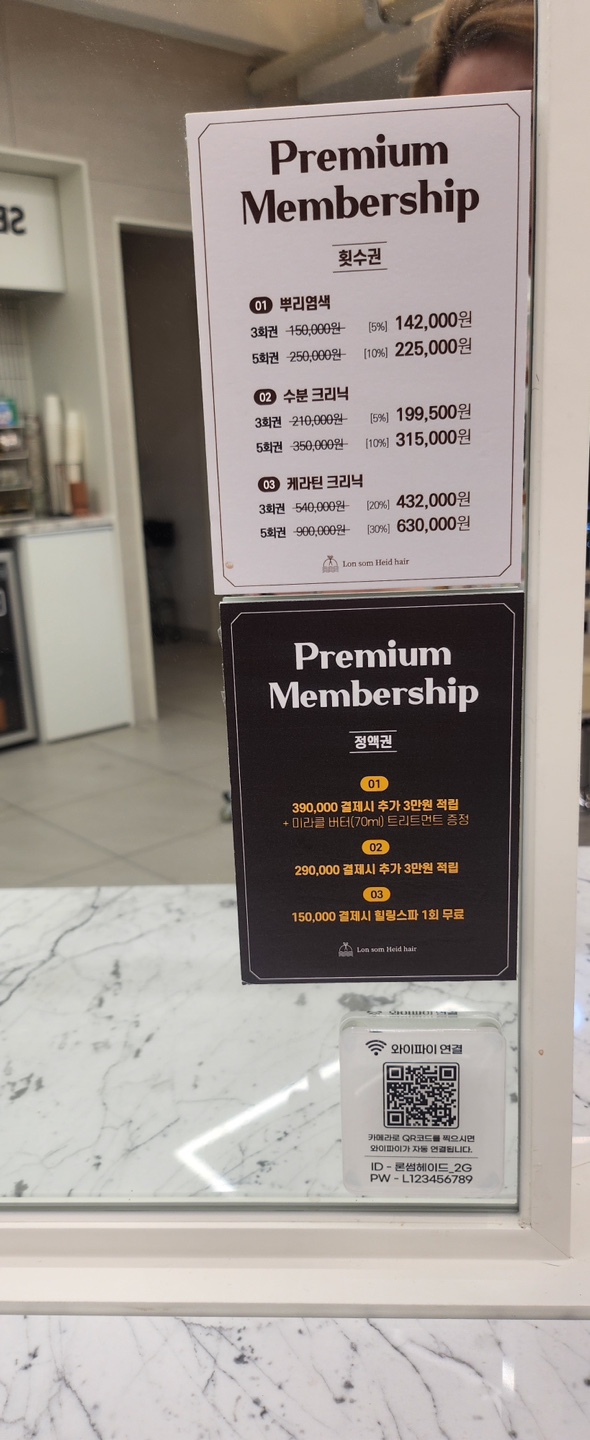 Premium
Membership
횟수권
01 뿌리염색
3회권 150,000원 [5%] 142,000원
5회권 250,000원 [10%] 225,000원
02 수분 크리닉
3회권 210,000원 [5%] 199,500원
5회권 350,000원 [10%] 315,000원
03 케라틴 크리닉
3회권 540,000원 [20%] 432,000원
5회권 900,000원 [30%] 630,000원
Lon som Heid hair
Premium
Membership
정액권
01
390,000 결제시 추가 3만원 적립
+ 미라클 버터(70ml) 트리트먼트 증정
02
290,000 결제시 추가 3만원 적립
03
150,000 결제시 힐링스파 1회 무료
Lon som Heid hair
와이파이 연결
카메라로 QR코드를 찍으시면
와이파이가 자동 연결됩니다.
ID - 론썸헤이드_2G
PW - L123456789